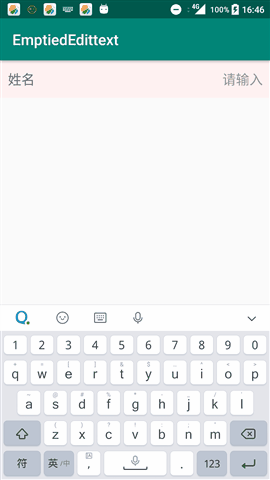 4G 100% 16:46
EmptiedEdittext
姓名 请输入
1 2 3 4 5 6 7 8 9 0
q w e r t y u i o p
a s d f g h j k l
z x c v b n m
符 英/中 , . 123